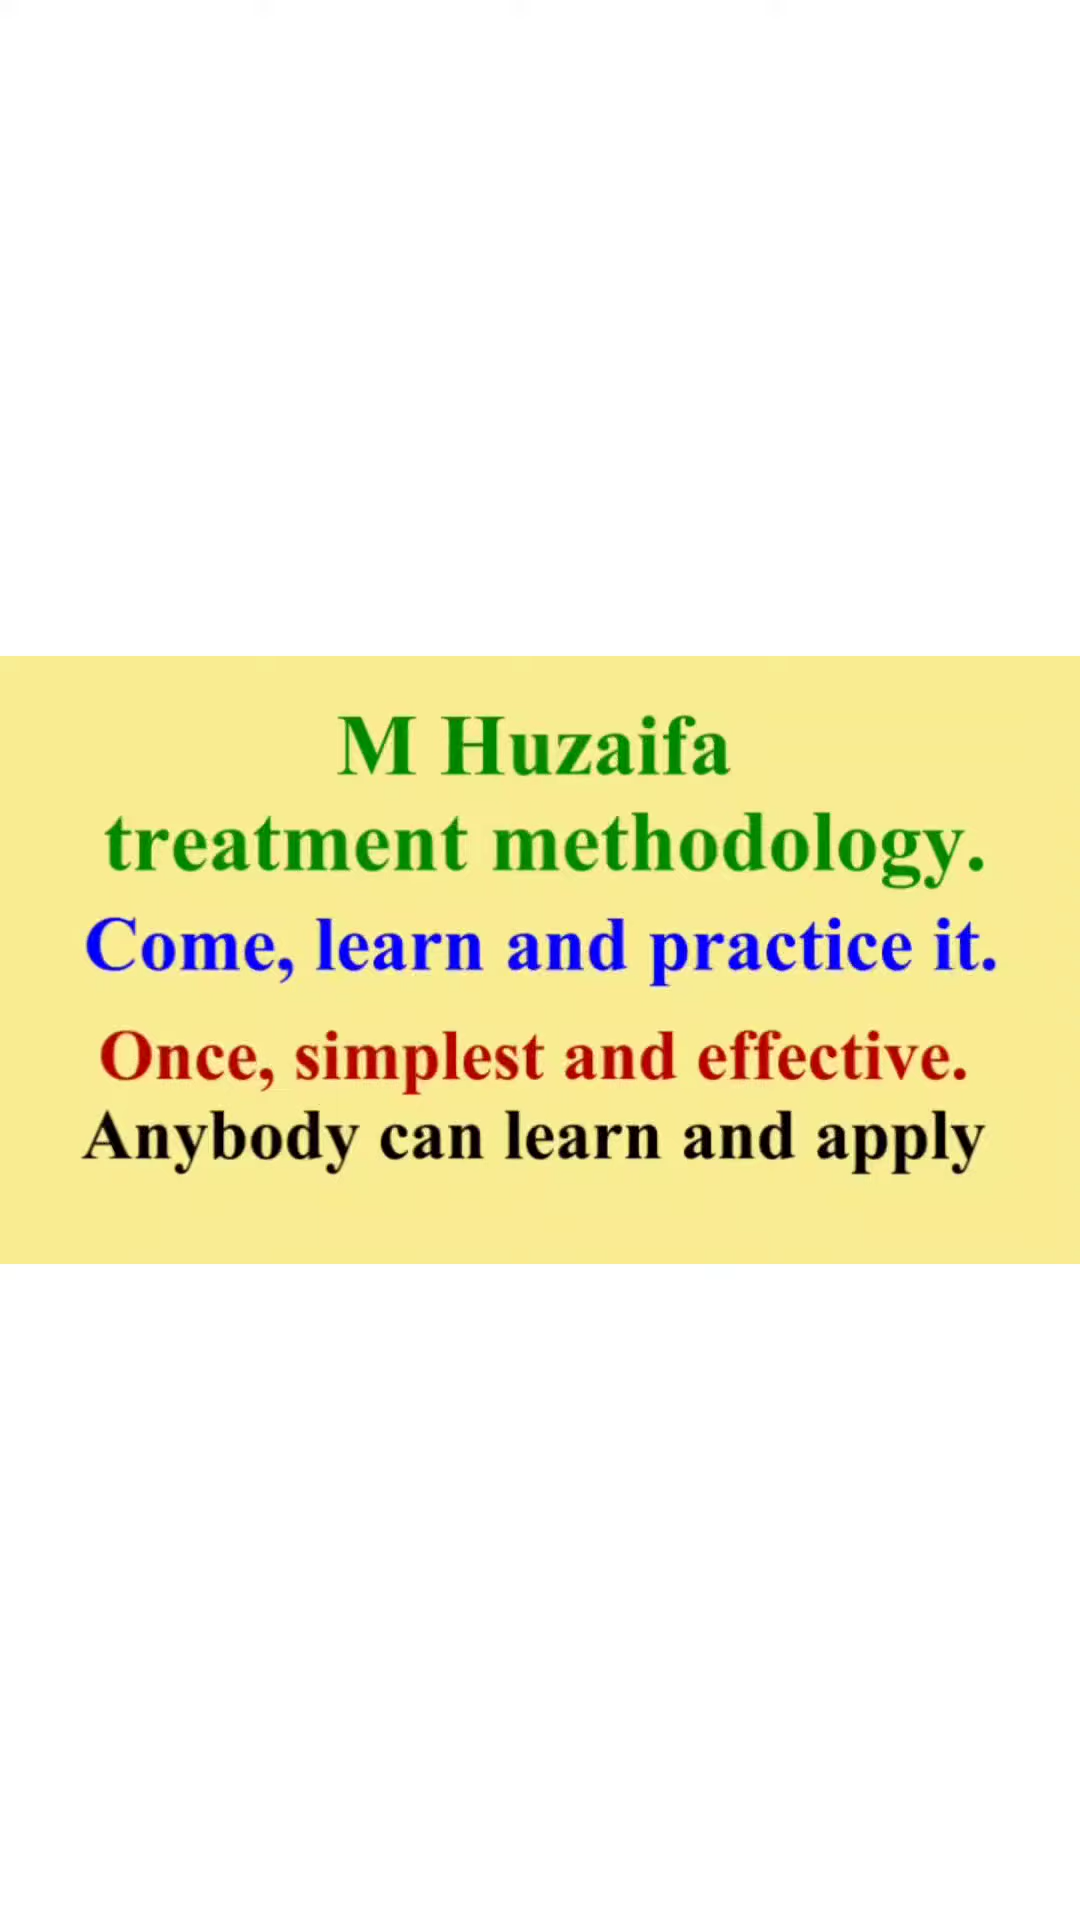 M Huzaifa
treatment methodology.
Come, learn and practice it.
Once, simplest and effective.
Anybody can learn and apply